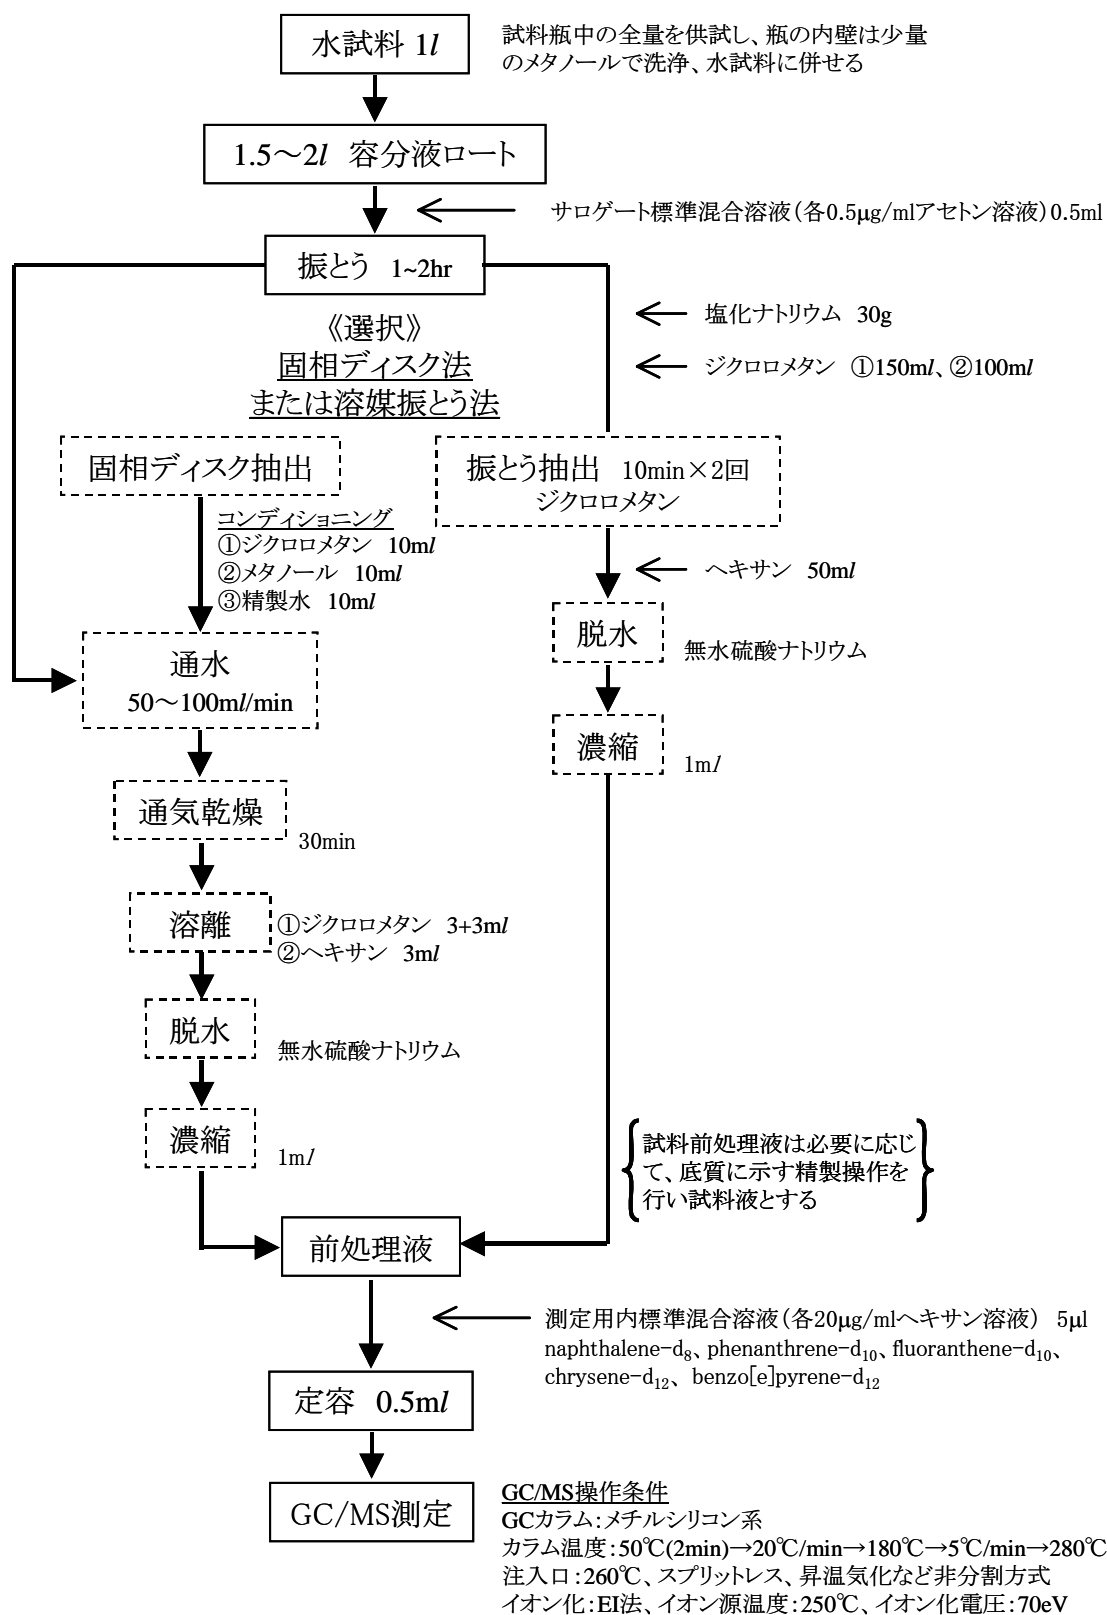 水試料 1l
試料瓶中の全量を供試し、瓶の内壁は少量
のメタノールで洗浄、水試料に併せる
1.5～2l 容分液ロート
サロゲート標準混合溶液（各0.5μg/mlアセトン溶液）0.5ml
振とう 1~2hr
塩化ナトリウム 30g
《選択》
固相ディスク法
または溶媒振とう法
ジクロロメタン ①150ml、②100ml
固相ディスク抽出
振とう抽出 10min×2回
ジクロロメタン
コンディショニング
①ジクロロメタン 10ml
②メタノール 10ml
③精製水 10ml
ヘキサン 50ml
脱水
無水硫酸ナトリウム
通水
50～100ml/min
濃縮
1ml
通気乾燥
30min
溶離
①ジクロロメタン 3+3ml
②ヘキサン 3ml
脱水
無水硫酸ナトリウム
濃縮
1ml
試料前処理液は必要に応じ
て、底質に示す精製操作を
行い試料液とする
前処理液
測定用内標準混合溶液（各20μg/mlヘキサン溶液） 5μl
naphthalene-d8、phenanthrene-d10、fluoranthene-d10、
chrysene-d12、benzo[e]pyrene-d12
定容 0.5ml
GC/MS測定
GC/MS操作条件
GCカラム：メチルシリコン系
カラム温度：50℃(2min)→20℃/min→180℃→5℃/min→280℃
注入口：260℃、スプリットレス、昇温気化など非分割方式
イオン化：EI法、イオン源温度：250℃、イオン化電圧：70eV